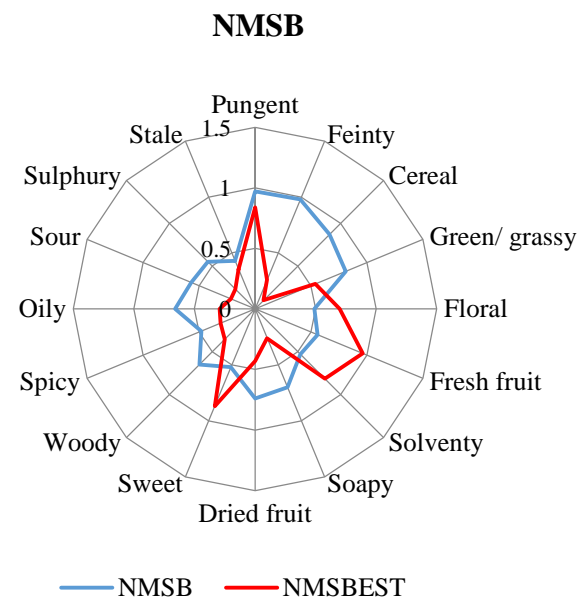 NMSB
Pungent
Stale
Feinty
Sulphury
Cereal
Sour
Green/ grassy
Oily
Floral
Spicy
Fresh fruit
Woody
Solventy
Sweet
Soapy
Dried fruit
1.5
1
0.5
0
NMSB
NMSBEST